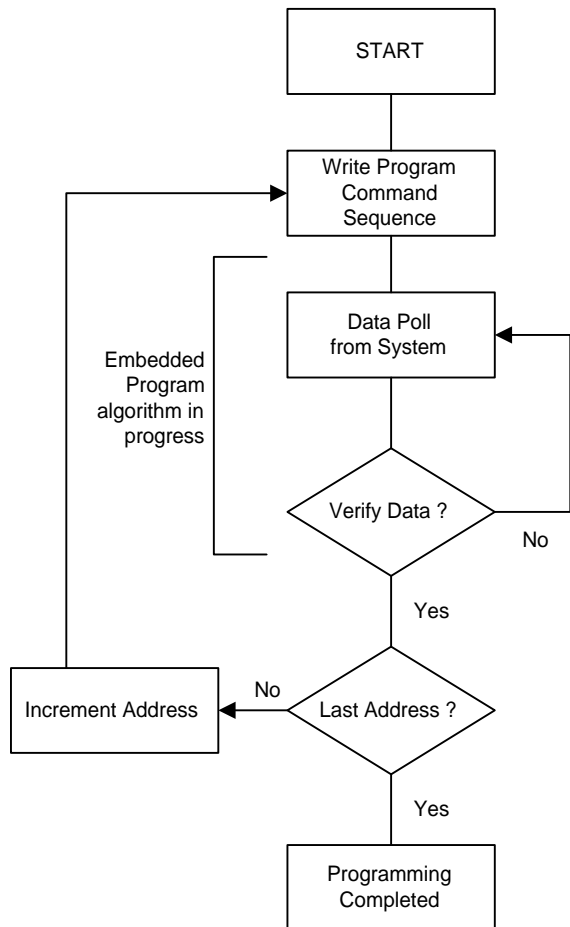 START
Write Program
Command
Sequence
Data Poll
from System
Embedded
Program
algorithm in
progress
Verify Data ?
No
Yes
Increment Address
No
Last Address ?
Yes
Programming
Completed